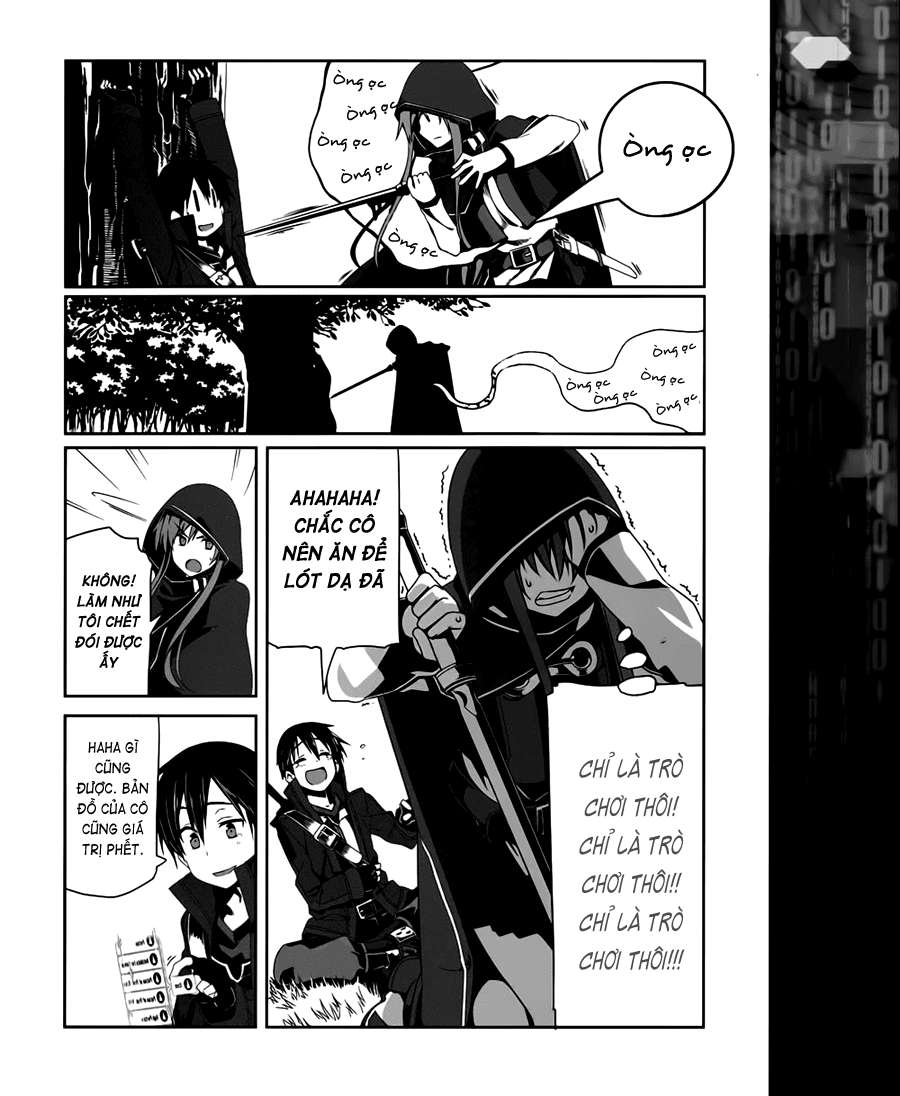 Òng ọc
Òng ọc
Òng ọc
Òng ọc
Òng ọc
Òng ọc
Òng ọc
Òng ọc
Òng ọc
Òng ọc
Òng ọc
KHÔNG!
LÀM NHƯ
TÔI CHẾT
ĐÓI ĐƯỢC
ẤY
AHAHAHA!
CHẮC CÔ
NÊN ĂN ĐỂ
LÓT DẠ ĐÃ
CHỈ LÀ TRÒ
CHƠI THÔI!
CHỈ LÀ TRÒ
CHƠI THÔI!!
CHỈ LÀ TRÒ
CHƠI THÔI!!!
HAHA GÌ
CŨNG
ĐƯỢC. BẢN
ĐỒ CỦA CÔ
CŨNG GIÁ
TRỊ PHẾT.